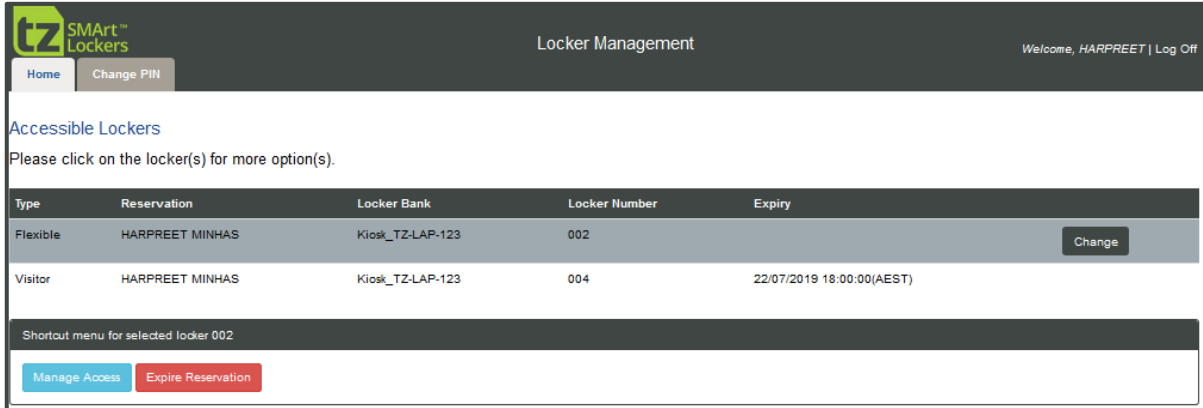 tz SMArt™
Lockers
Locker Management
Welcome, HARPREET | Log Off
Home Change PIN
Accessible Lockers
Please click on the locker(s) for more option(s).
Type Reservation Locker Bank Locker Number Expiry
Flexible HARPREET MINHAS Kiosk_TZ-LAP-123 002 Change
Visitor HARPREET MINHAS Kiosk_TZ-LAP-123 004 22/07/2019 18:00:00(AEST)
Shortcut menu for selected locker 002
Manage Access Expire Reservation